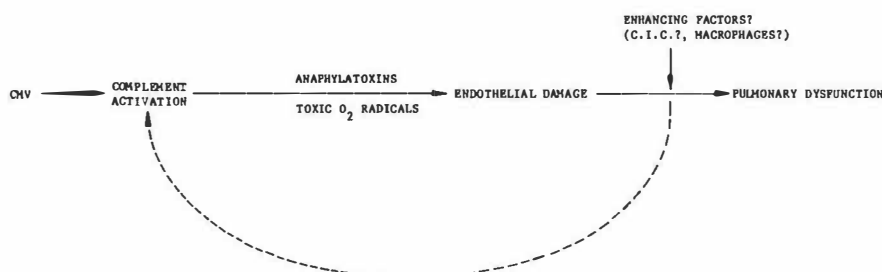 ENHANCING FACTORS?
(C.I.C.?, MACROPHAGES?)
CMV
COMPLEMENT
ACTIVATION
ANAPHYLATOXINS
TOXIC O₂ RADICALS
ENDOTHELIAL DAMAGE
PULMONARY DYSFUNCTION